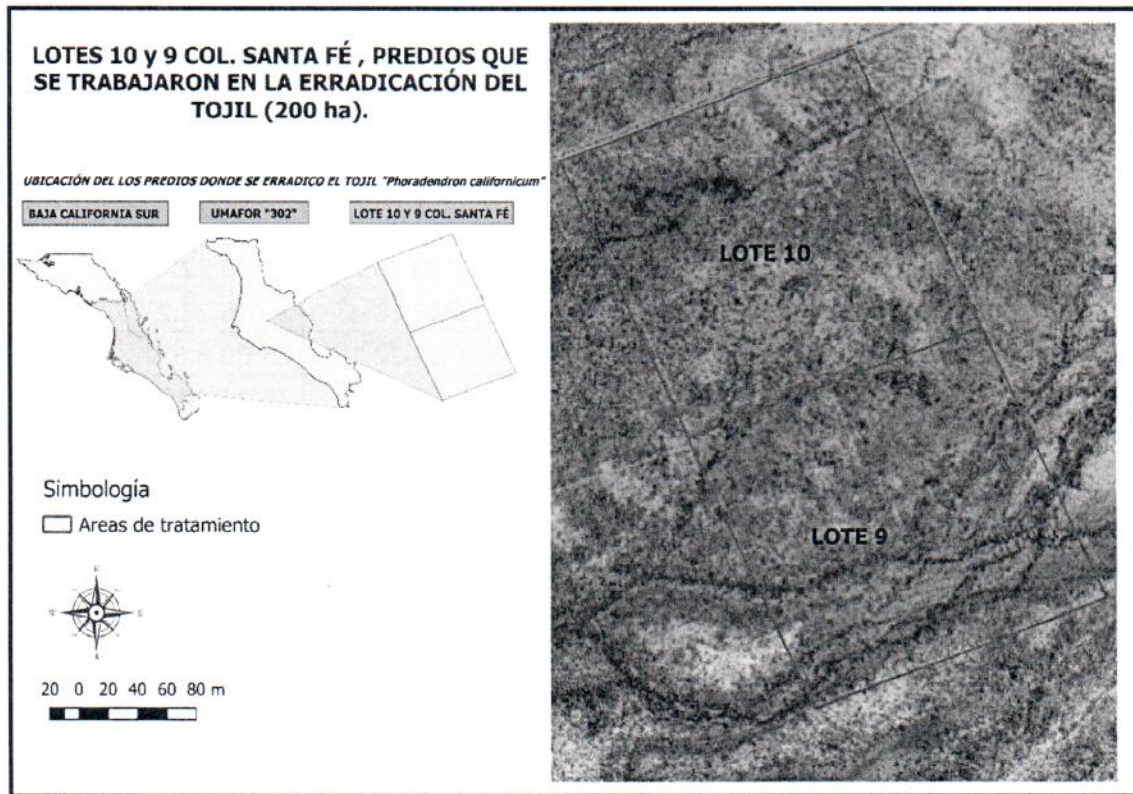 LOTES 10 y 9 COL. SANTA FÉ , PREDIOS QUE
SE TRABAJARON EN LA ERRADICACIÓN DEL
TOJIL (200 ha).
UBICACIÓN DEL LOS PREDIOS DONDE SE ERRADICO EL TOJIL "Phoradendron californicum"
BAJA CALIFORNIA SUR
UMAFOR "302"
LOTE 10 Y 9 COL. SANTA FÉ
LOTE 10
LOTE 9
Simbología
Areas de tratamiento
20 0 20 40 60 80 m